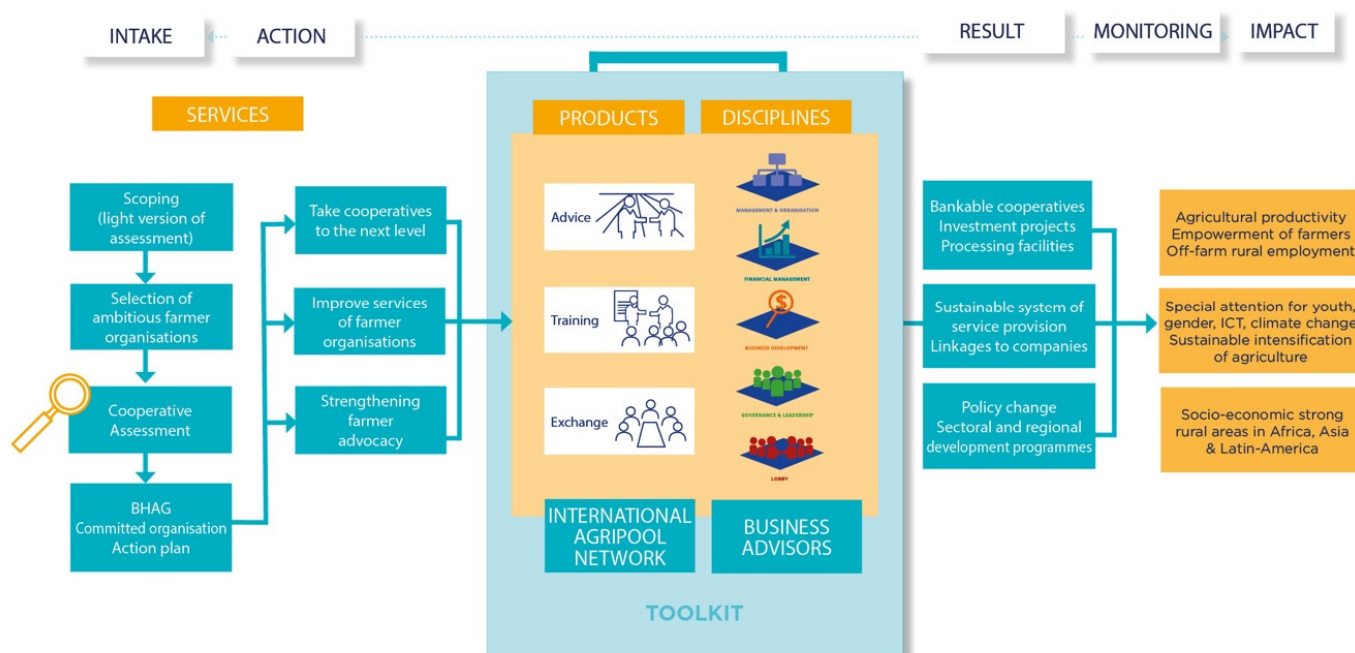 INTAKE
ACTION
RESULT
MONITORING
IMPACT
SERVICES
Scoping
(light version of
assessment)
Selection of
ambitious farmer
organisations
Cooperative
Assessment
BHAG
Committed organisation
Action plan
Take cooperatives
to the next level
Improve services
of farmer
organisations
Strengthening
farmer
advocacy
PRODUCTS
DISCIPLINES
Advice
Training
Exchange
MANAGEMENT & ORGANISATION
FINANCIAL MANAGEMENT
BUSINESS DEVELOPMENT
GOVERNANCE & LEADERSHIP
LOBBY
INTERNATIONAL
AGRIPOOL
NETWORK
BUSINESS
ADVISORS
TOOLKIT
Bankable cooperatives
Investment projects
Processing facilities
Sustainable system of
service provision
Linkages to companies
Policy change
Sectoral and regional
development programmes
Agricultural productivity
Empowerment of farmers
Off-farm rural employment
Special attention for youth,
gender, ICT, climate change
Sustainable intensification
of agriculture
Socio-economic strong
rural areas in Africa, Asia
& Latin-America